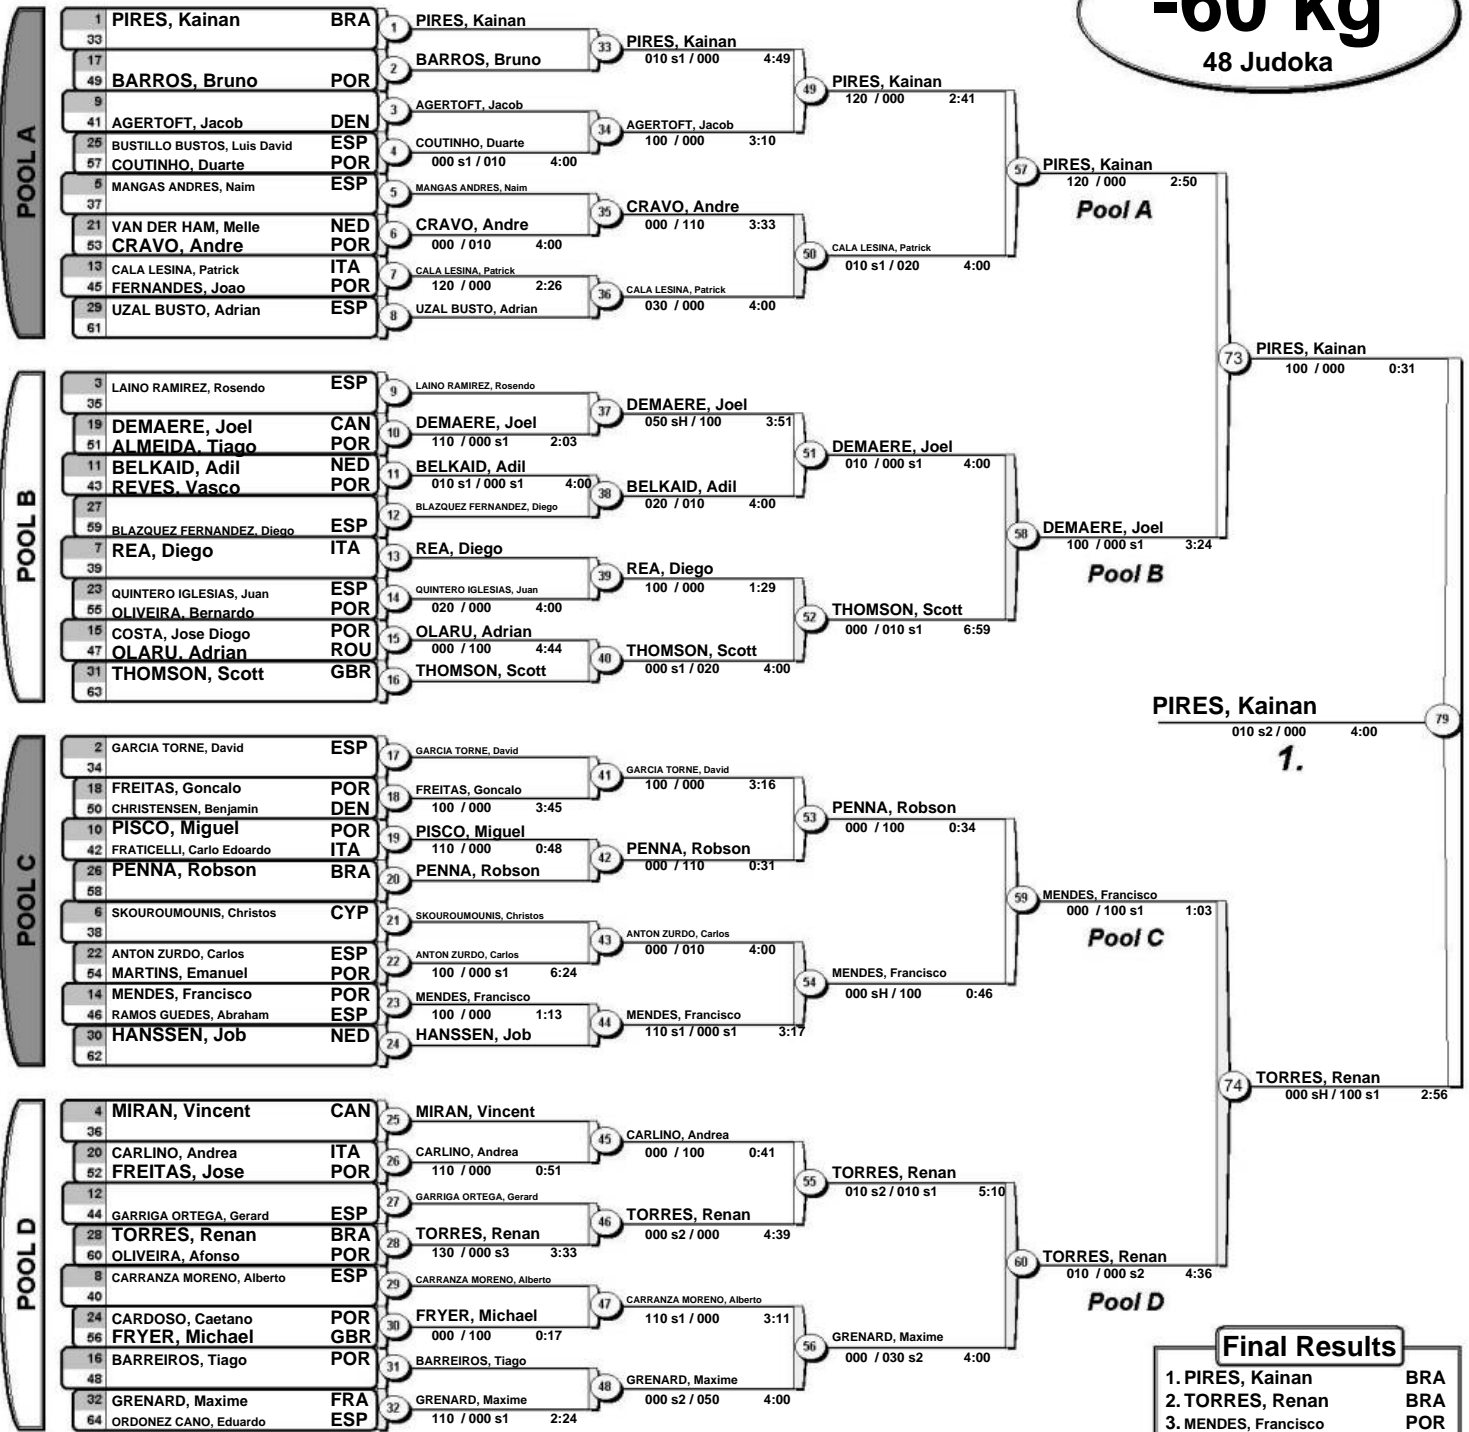 -60 kg
48 Judoka
POOL A
1 PIRES, Kainan BRA
33
17
49 BARROS, Bruno POR
9
41 AGERTOFT, Jacob DEN
25 BUSTILLO BUSTOS, Luis David ESP
57 COUTINHO, Duarte POR
5 MANGAS ANDRES, Naim ESP
37
21 VAN DER HAM, Melle NED
53 CRAVO, Andre POR
13 CALA LESINA, Patrick ITA
45 FERNANDES, Joao POR
29 UZAL BUSTO, Adrian ESP
61
1 PIRES, Kainan
2 BARROS, Bruno
3 AGERTOFT, Jacob
4 COUTINHO, Duarte
000 s1 / 010 4:00
5 MANGAS ANDRES, Naim
6 CRAVO, Andre
000 / 010 4:00
7 CALA LESINA, Patrick
120 / 000 2:26
8 UZAL BUSTO, Adrian
33 PIRES, Kainan
010 s1 / 000 4:49
34 AGERTOFT, Jacob
100 / 000 3:10
35 CRAVO, Andre
000 / 110 3:33
36 CALA LESINA, Patrick
030 / 000 4:00
49 PIRES, Kainan
120 / 000 2:41
50 CALA LESINA, Patrick
010 s1 / 020 4:00
57 PIRES, Kainan
120 / 000 2:50
Pool A
POOL B
3 LAINO RAMIREZ, Rosendo ESP
35
19 DEMAERE, Joel CAN
51 ALMEIDA, Tiago POR
11 BELKAID, Adil NED
43 REVES, Vasco POR
27
59 BLAZQUEZ FERNANDEZ, Diego ESP
7 REA, Diego ITA
39
23 QUINTERO IGLESIAS, Juan ESP
55 OLIVEIRA, Bernardo POR
15 COSTA, Jose Diogo POR
47 OLARU, Adrian ROU
31 THOMSON, Scott GBR
63
9 LAINO RAMIREZ, Rosendo
10 DEMAERE, Joel
110 / 000 s1 2:03
11 BELKAID, Adil
010 s1 / 000 s1 4:00
12 BLAZQUEZ FERNANDEZ, Diego
13 REA, Diego
14 QUINTERO IGLESIAS, Juan
020 / 000 4:00
15 OLARU, Adrian
000 / 100 4:44
16 THOMSON, Scott
37 DEMAERE, Joel
050 sH / 100 3:51
38 BELKAID, Adil
020 / 010 4:00
39 REA, Diego
100 / 000 1:29
40 THOMSON, Scott
000 s1 / 020 4:00
51 DEMAERE, Joel
010 / 000 s1 4:00
52 THOMSON, Scott
000 / 010 s1 6:59
58 DEMAERE, Joel
100 / 000 s1 3:24
Pool B
73 PIRES, Kainan
100 / 000 0:31
PIRES, Kainan 79
010 s2 / 000 4:00
1.
POOL C
2 GARCIA TORNE, David ESP
34
18 FREITAS, Goncalo POR
50 CHRISTENSEN, Benjamin DEN
10 PISCO, Miguel POR
42 FRATICELLI, Carlo Edoardo ITA
26 PENNA, Robson BRA
58
6 SKOUROUMOUNIS, Christos CYP
38
22 ANTON ZURDO, Carlos ESP
54 MARTINS, Emanuel POR
14 MENDES, Francisco POR
46 RAMOS GUEDES, Abraham ESP
30 HANSSEN, Job NED
62
17 GARCIA TORNE, David
18 FREITAS, Goncalo
100 / 000 3:45
19 PISCO, Miguel
110 / 000 0:48
20 PENNA, Robson
21 SKOUROUMOUNIS, Christos
22 ANTON ZURDO, Carlos
100 / 000 s1 6:24
23 MENDES, Francisco
100 / 000 1:13
24 HANSSEN, Job
41 GARCIA TORNE, David
100 / 000 3:16
42 PENNA, Robson
000 / 110 0:31
43 ANTON ZURDO, Carlos
000 / 010 4:00
44 MENDES, Francisco
110 s1 / 000 s1 3:17
53 PENNA, Robson
000 / 100 0:34
54 MENDES, Francisco
000 sH / 100 0:46
59 MENDES, Francisco
000 / 100 s1 1:03
Pool C
POOL D
4 MIRAN, Vincent CAN
36
20 CARLINO, Andrea ITA
52 FREITAS, Jose POR
12
44 GARRIGA ORTEGA, Gerard ESP
28 TORRES, Renan BRA
60 OLIVEIRA, Afonso POR
8 CARRANZA MORENO, Alberto ESP
40
24 CARDOSO, Caetano POR
56 FRYER, Michael GBR
16 BARREIROS, Tiago POR
48
32 GRENARD, Maxime FRA
64 ORDONEZ CANO, Eduardo ESP
25 MIRAN, Vincent
26 CARLINO, Andrea
110 / 000 0:51
27 GARRIGA ORTEGA, Gerard
28 TORRES, Renan
130 / 000 s3 3:33
29 CARRANZA MORENO, Alberto
30 FRYER, Michael
000 / 100 0:17
31 BARREIROS, Tiago
32 GRENARD, Maxime
110 / 000 s1 2:24
45 CARLINO, Andrea
000 / 100 0:41
46 TORRES, Renan
000 s2 / 000 4:39
47 CARRANZA MORENO, Alberto
110 s1 / 000 3:11
48 GRENARD, Maxime
000 s2 / 050 4:00
55 TORRES, Renan
010 s2 / 010 s1 5:10
56 GRENARD, Maxime
000 / 030 s2 4:00
60 TORRES, Renan
010 / 000 s2 4:36
Pool D
74 TORRES, Renan
000 sH / 100 s1 2:56
Final Results
1. PIRES, Kainan BRA
2. TORRES, Renan BRA
3. MENDES, Francisco POR